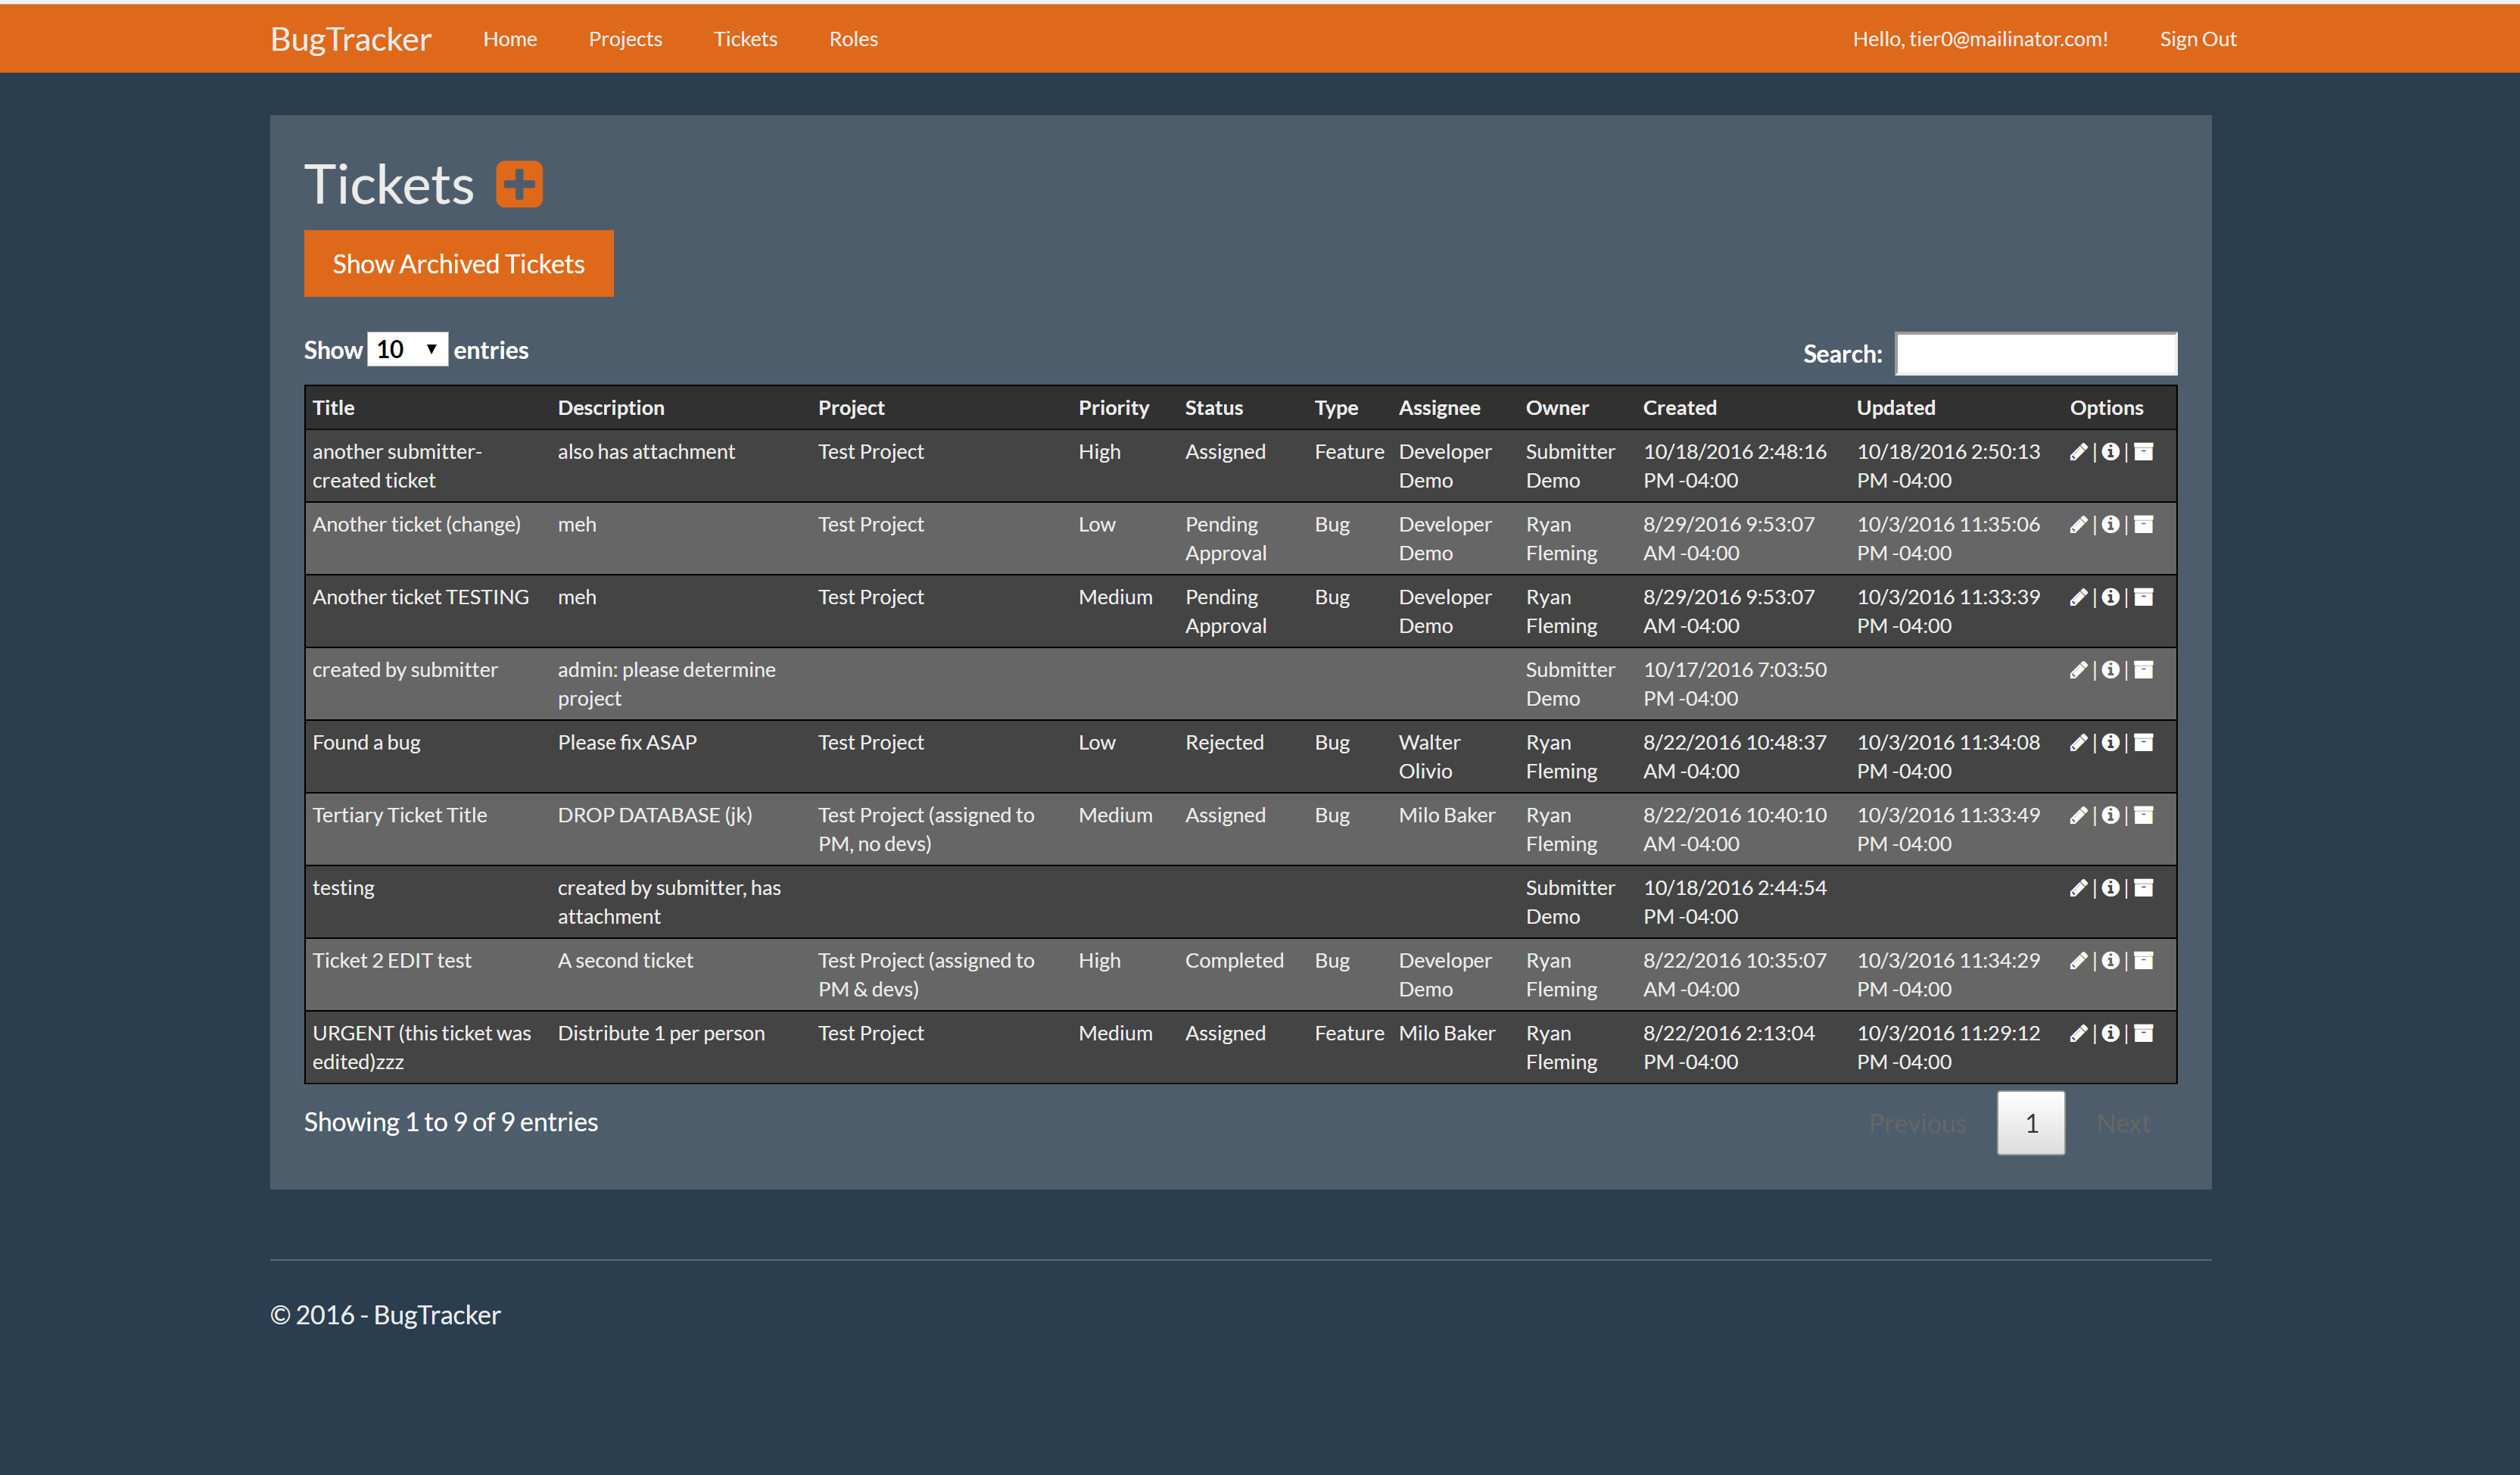 BugTracker Home Projects Tickets Roles Hello, tier0@mailinator.com! Sign Out
Tickets
Show Archived Tickets
Show 10 entries Search:
Title Description Project Priority Status Type Assignee Owner Created Updated Options
another submitter- also has attachment Test Project High Assigned Feature Developer Submitter 10/18/2016 2:48:16 10/18/2016 2:50:13 | |
created ticket Demo Demo PM -04:00 PM -04:00
Another ticket (change) meh Test Project Low Pending Bug Developer Ryan 8/29/2016 9:53:07 10/3/2016 11:35:06 | |
Approval Demo Fleming AM -04:00 PM -04:00
Another ticket TESTING meh Test Project Medium Pending Bug Developer Ryan 8/29/2016 9:53:07 10/3/2016 11:33:39 | |
Approval Demo Fleming AM -04:00 PM -04:00
created by submitter admin: please determine Submitter 10/17/2016 7:03:50 | |
project Demo PM -04:00
Found a bug Please fix ASAP Test Project Low Rejected Bug Walter Ryan 8/22/2016 10:48:37 10/3/2016 11:34:08 | |
Olivio Fleming AM -04:00 PM -04:00
Tertiary Ticket Title DROP DATABASE (jk) Test Project (assigned to Medium Assigned Bug Milo Baker Ryan 8/22/2016 10:40:10 10/3/2016 11:33:49 | |
PM, no devs) Fleming AM -04:00 PM -04:00
testing created by submitter, has Submitter 10/18/2016 2:44:54 | |
attachment Demo PM -04:00
Ticket 2 EDIT test A second ticket Test Project (assigned to High Completed Bug Developer Ryan 8/22/2016 10:35:07 10/3/2016 11:34:29 | |
PM & devs) Demo Fleming AM -04:00 PM -04:00
URGENT (this ticket was Distribute 1 per person Test Project Medium Assigned Feature Milo Baker Ryan 8/22/2016 2:13:04 10/3/2016 11:29:12 | |
edited)zzz Fleming PM -04:00 PM -04:00
Showing 1 to 9 of 9 entries Previous 1 Next
© 2016 - BugTracker